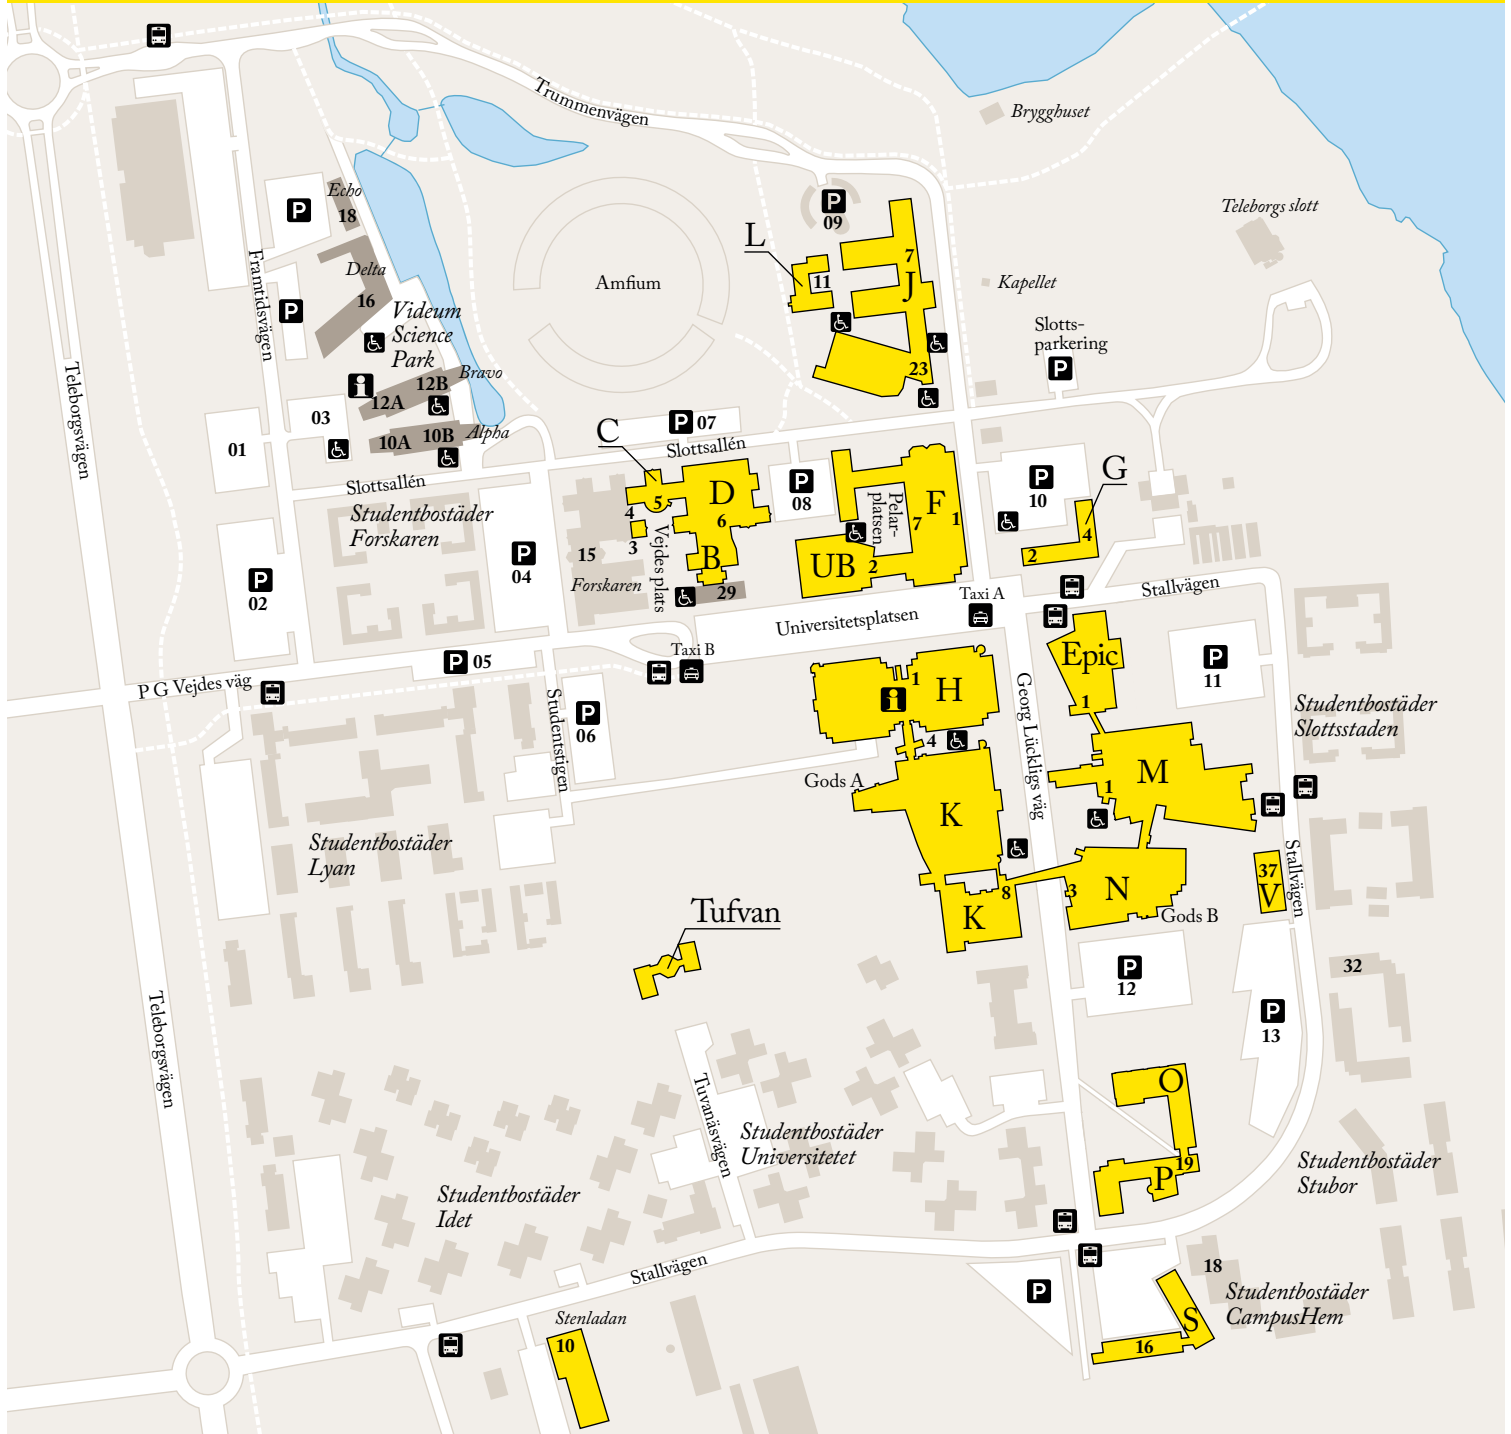 Trummenvägen
Brygghuset
Echo
18
P
P
09
Teleborgs slott
L
7
Framtidsvägen
Delta
16
Amfium
11
J
Kapellet
P
Videum
Science
Park
Slotts-
parkering
P
Teleborgsvägen
Bravo
12B
12A
23
03
01
10A
10B
Alpha
P 07
C
Slottsallén
Slottsallén
G
P
10
P
08
D
5
4
6
3
Pelar-
platsen
F
7
1
4
2
Studentbostäder
Forskaren
P
04
15
Forskaren
Vejdes plats
B
29
UB
2
P
02
Stallvägen
Taxi A
Universitetsplatsen
P 05
Taxi B
Epic
1
P
11
P G Vejdes väg
1
H
4
Georg Lückligs väg
Studentbostäder
Slottsstaden
Studentstigen
P
06
Gods A
K
M
1
Studentbostäder
Lyan
Stallvägen
37
V
8
K
3
N
Gods B
Tufvan
P
12
32
P
13
Teleborgsvägen
O
Tuvanäsvägen
Studentbostäder
Universitetet
19
P
Studentbostäder
Stubor
Studentbostäder
Idet
Stallvägen
P
18
Studentbostäder
CampusHem
S
16
Stenladan
10